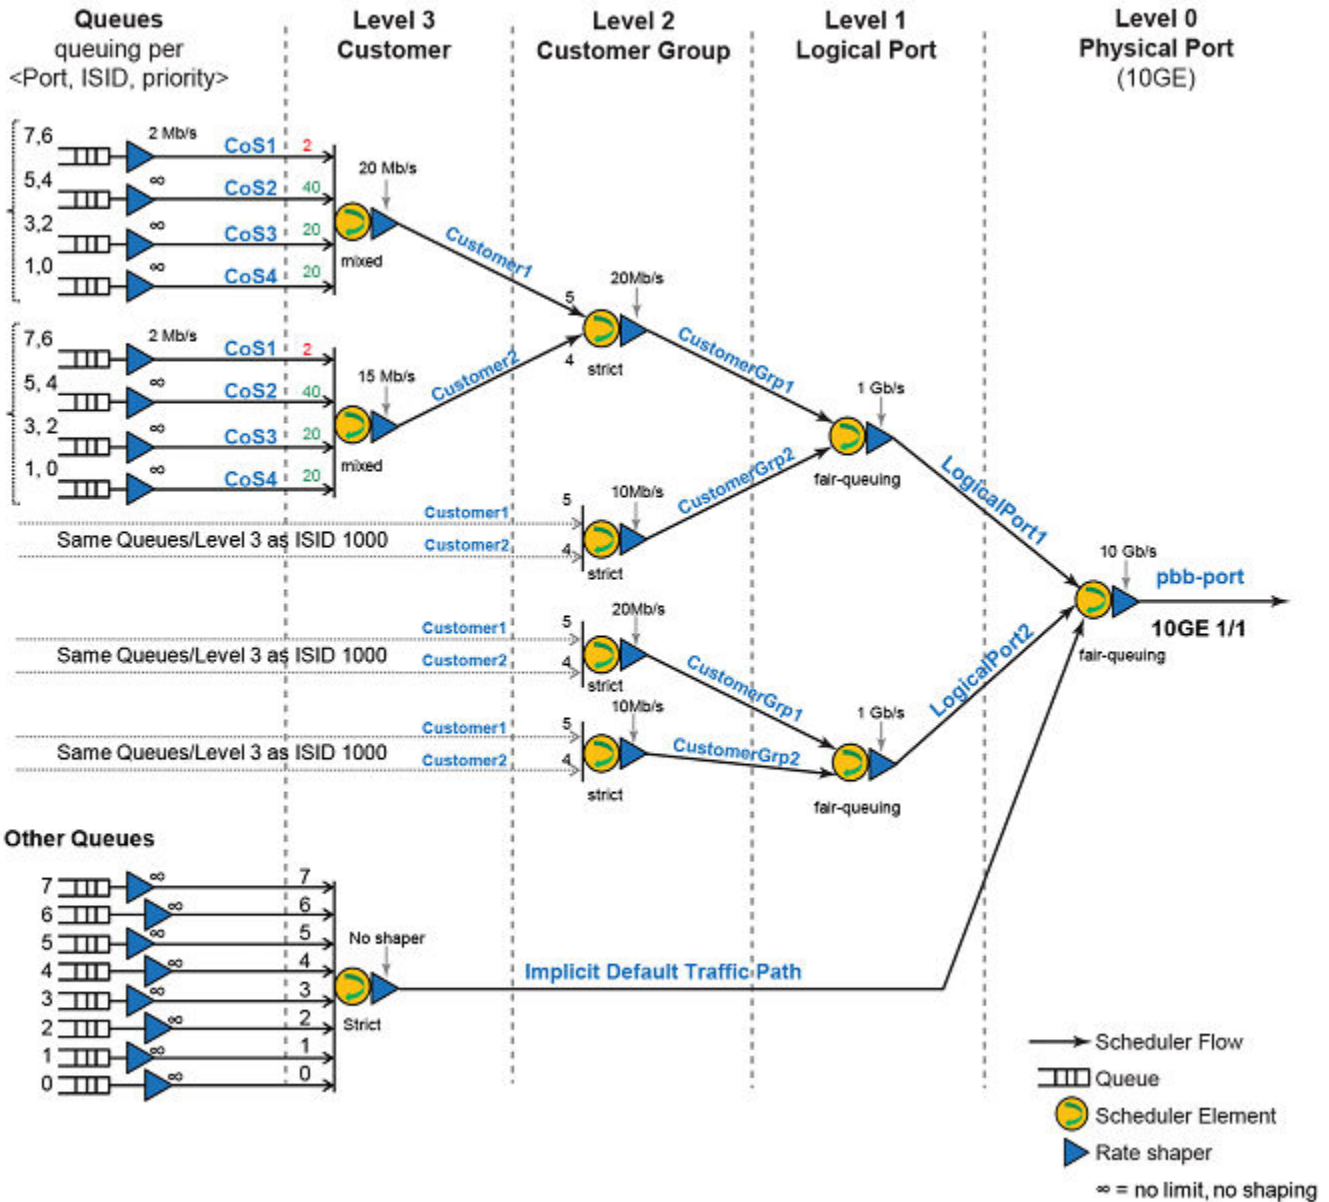 Queues
queuing per
<Port, ISID, priority>
Level 3
Customer
Level 2
Customer Group
Level 1
Logical Port
Level 0
Physical Port
(10GE)
7,6
2 Mb/s
CoS1
2
5,4
∞
CoS2
40
3,2
∞
CoS3
20
1,0
∞
CoS4
20
20 Mb/s
mixed
Customer1
7,6
2 Mb/s
CoS1
2
5, 4
∞
CoS2
40
3, 2
∞
CoS3
20
1, 0
∞
CoS4
20
15 Mb/s
mixed
Customer2
5
4
20Mb/s
strict
CustomerGrp1
Customer1
5
Same Queues/Level 3 as ISID 1000
Customer2
4
10Mb/s
strict
CustomerGrp2
1 Gb/s
fair-queuing
LogicalPort1
Customer1
5
Same Queues/Level 3 as ISID 1000
Customer2
4
20Mb/s
strict
CustomerGrp1
Customer1
5
Same Queues/Level 3 as ISID 1000
Customer2
4
10Mb/s
strict
CustomerGrp2
1 Gb/s
fair-queuing
LogicalPort2
10 Gb/s
pbb-port
10GE 1/1
fair-queuing
Other Queues
7
∞
7
6
∞
6
5
∞
5
4
∞
4
3
∞
3
2
∞
2
1
∞
1
0
∞
0
No shaper
Strict
Implicit Default Traffic Path
Scheduler Flow
Queue
Scheduler Element
Rate shaper
∞ = no limit, no shaping